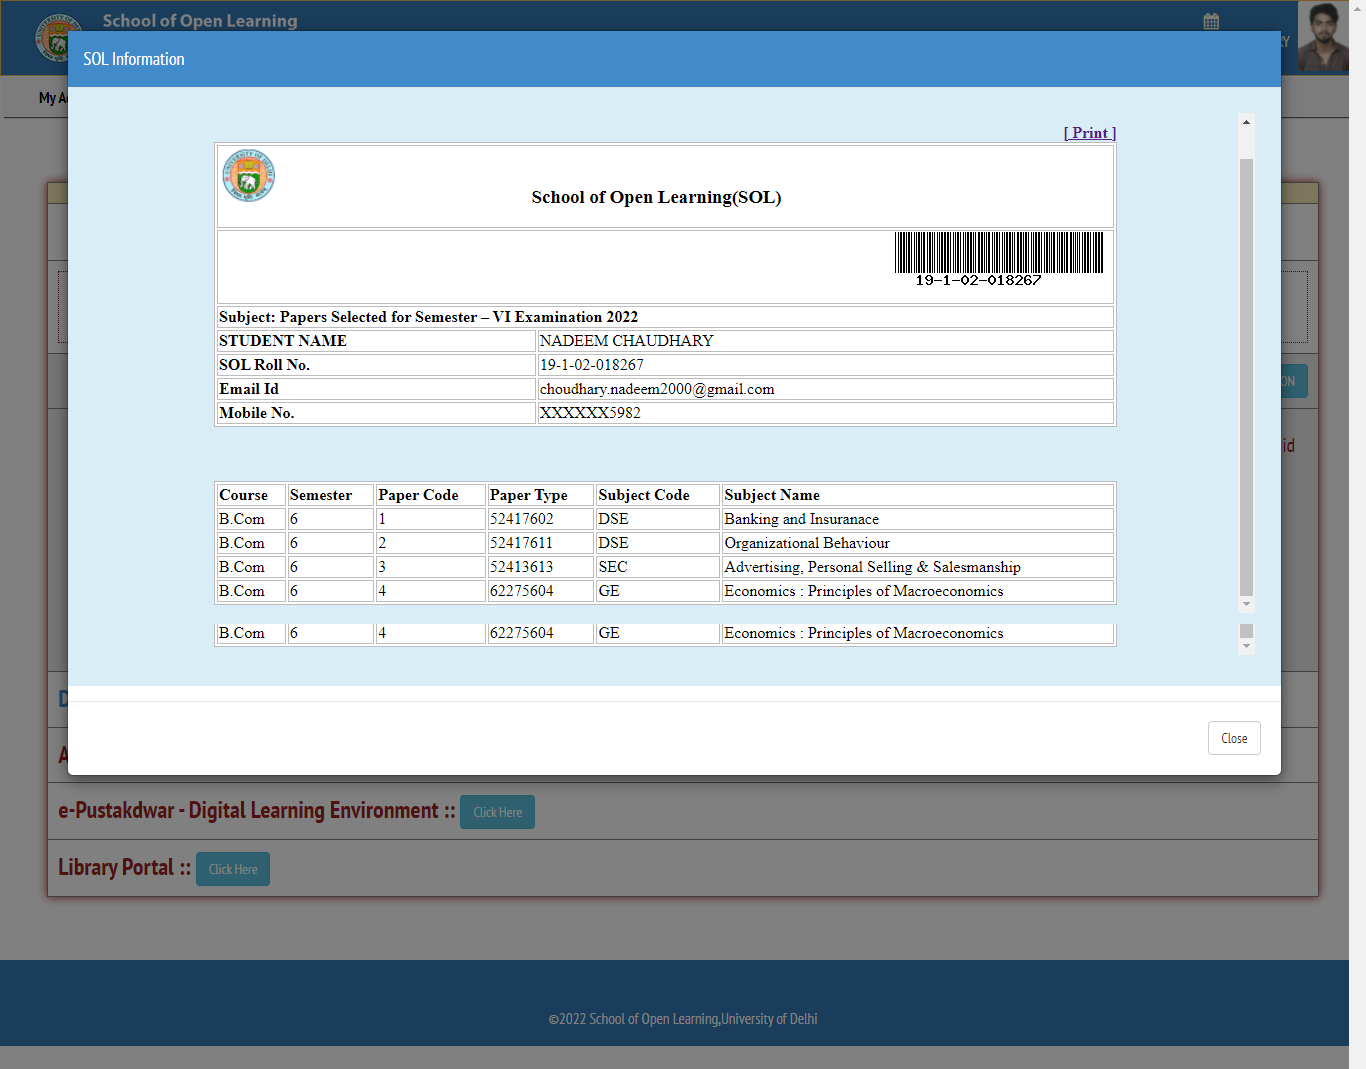 School of Open Learning
RY
My A
SOL Information
[ Print ]
School of Open Learning(SOL)
19-1-02-018267
Subject: Papers Selected for Semester – VI Examination 2022
STUDENT NAME NADEEM CHAUDHARY
SOL Roll No. 19-1-02-018267
Email Id choudhary.nadeem2000@gmail.com
Mobile No. XXXXXX5982
ON
id
Course Semester Paper Code Paper Type Subject Code Subject Name
B.Com 6 1 52417602 DSE Banking and Insuranace
B.Com 6 2 52417611 DSE Organizational Behaviour
B.Com 6 3 52413613 SEC Advertising, Personal Selling & Salesmanship
B.Com 6 4 62275604 GE Economics : Principles of Macroeconomics
B.Com 6 4 62275604 GE Economics : Principles of Macroeconomics
D
A
Close
e-Pustakdwar - Digital Learning Environment :: Click Here
Library Portal :: Click Here
©2022 School of Open Learning,University of Delhi